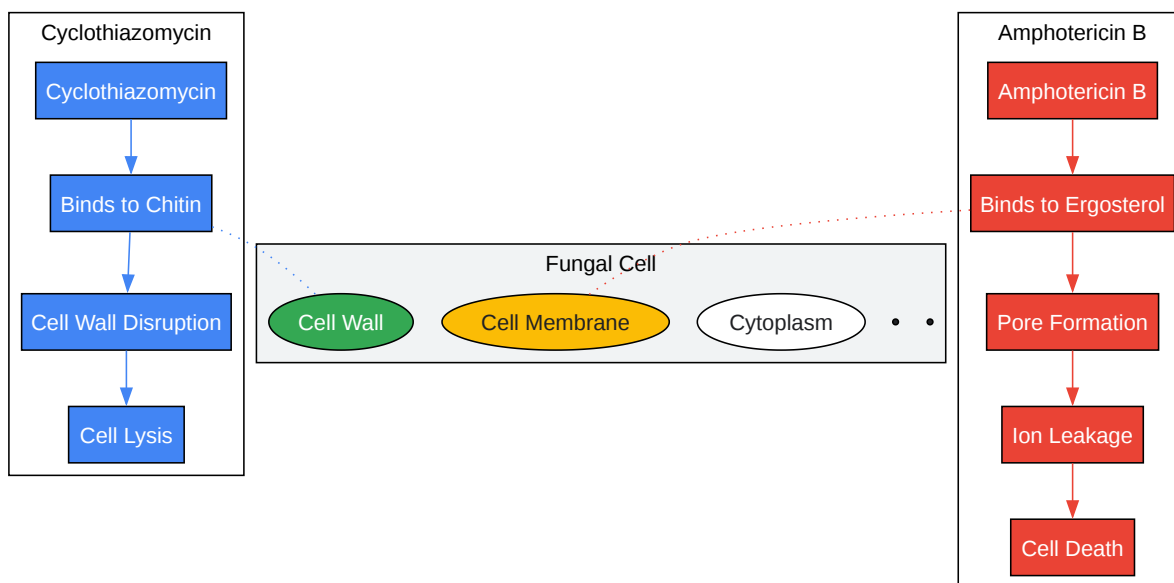 Cyclothiazomycin
Cyclothiazomycin
Binds to Chitin
Cell Wall Disruption
Cell Lysis
Fungal Cell
Cell Wall
Cell Membrane
Cytoplasm
Amphotericin B
Amphotericin B
Binds to Ergosterol
Pore Formation
Ion Leakage
Cell Death